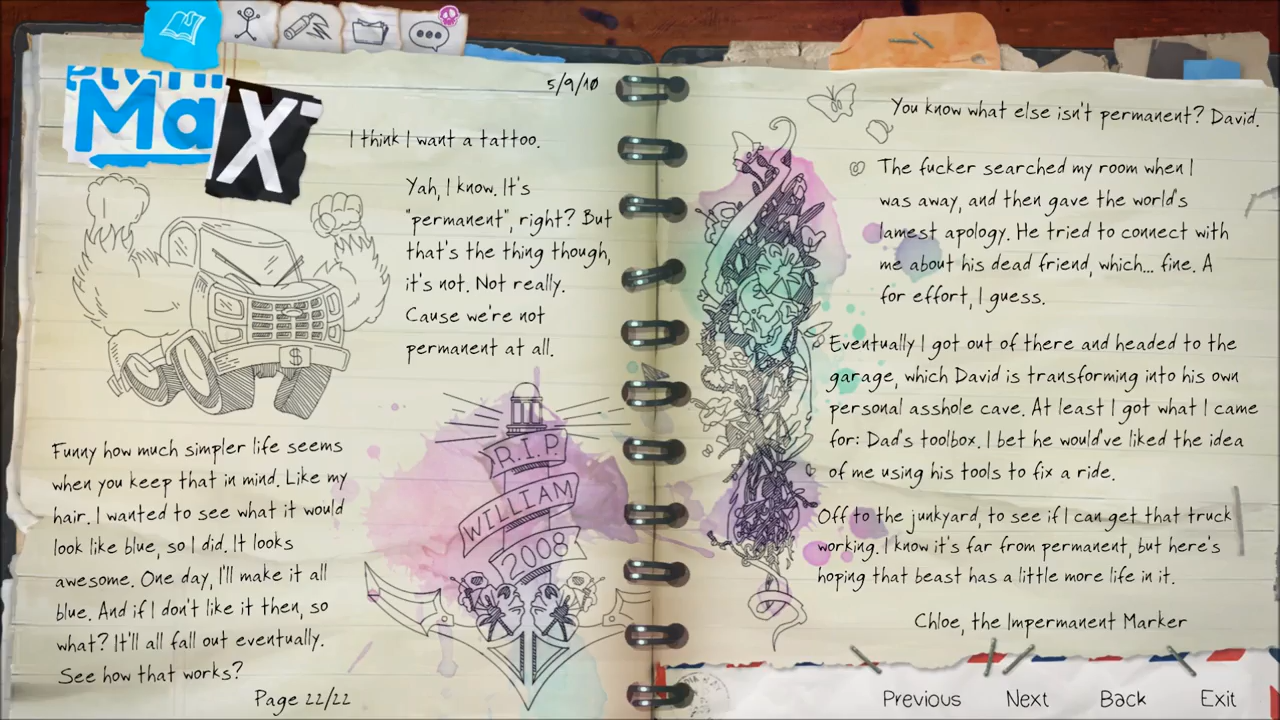 Max
5/9/10
I think I want a tattoo.
Yah, I know. It's
"permanent", right? But
that's the thing though,
it's not. Not really.
Cause we're not
permanent at all.
$
Funny how much simpler life seems
when you keep that in mind. Like my
hair. I wanted to see what it would
look like blue, so I did. It looks
awesome. One day, I'll make it all
blue. And if I don't like it then, so
what? It'll all fall out eventually.
See how that works?
R.I.P.
WILLIAM
2008
Page 22/22
You know what else isn't permanent? David.
The fucker searched my room when I
was away, and then gave the world's
lamest apology. He tried to connect with
me about his dead friend, which... fine. A
for effort, I guess.
Eventually I got out of there and headed to the
garage, which David is transforming into his own
personal asshole cave. At least I got what I came
for: Dad's toolbox. I bet he would've liked the idea
of me using his tools to fix a ride.
Off to the junkyard, to see if I can get that truck
working. I know it's far from permanent, but here's
hoping that beast has a little more life in it.
Chloe, the Impermanent Marker
Previous Next Back Exit